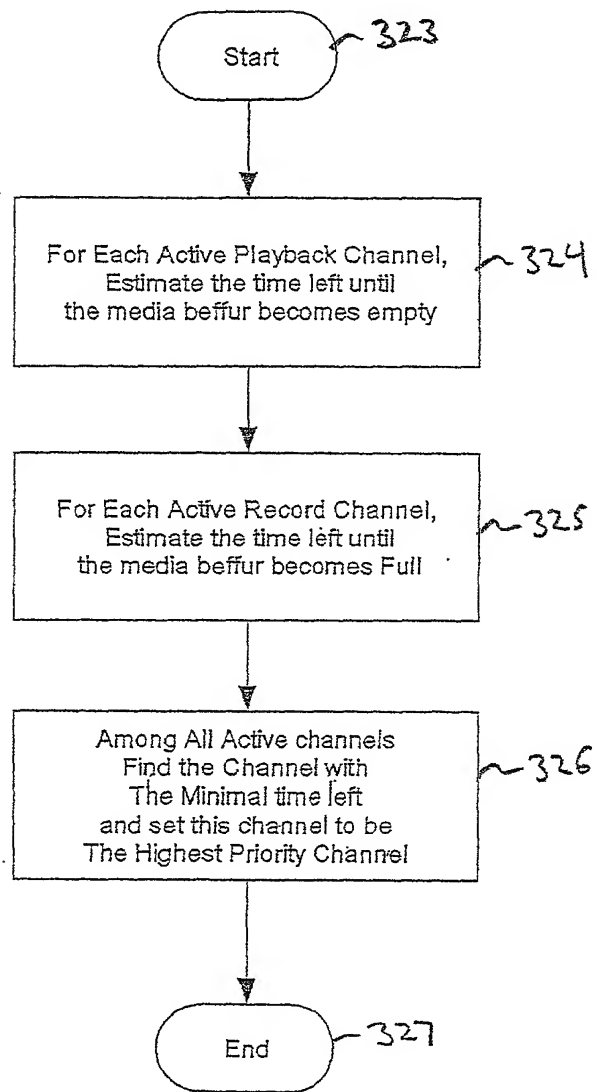 Start
323
For Each Active Playback Channel,
Estimate the time left until
the media beffur becomes empty
324
For Each Active Record Channel,
Estimate the time left until
the media beffur becomes Full
325
Among All Active channels
Find the Channel with
The Minimal time left
and set this channel to be
The Highest Priority Channel
326
End
327